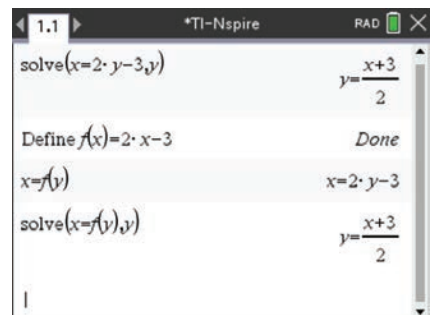 1.1 *TI-Nspire RAD
solve(x=2·y−3,y) y=(x+3)/2
Define f(x)=2·x−3 Done
x=f(y) x=2·y−3
solve(x=f(y),y) y=(x+3)/2